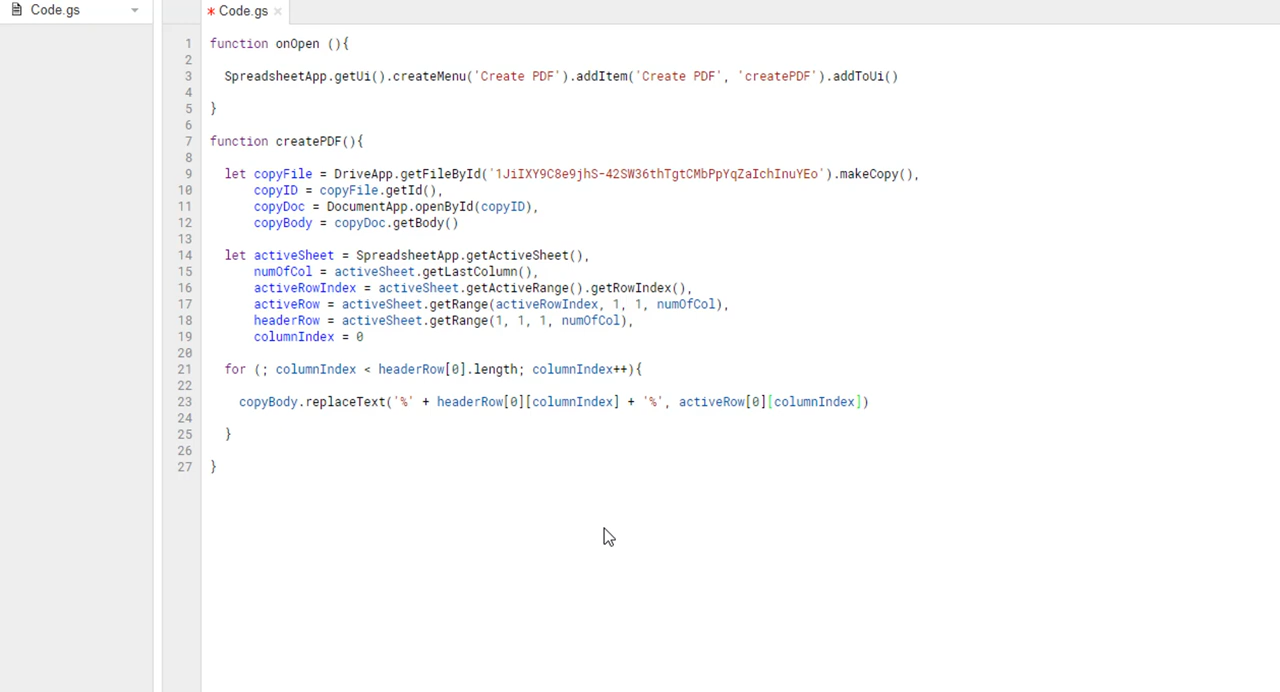 Code.gs
* Code.gs ×
1 function onOpen (){
2
3 SpreadsheetApp.getUi().createMenu('Create PDF').addItem('Create PDF', 'createPDF').addToUi()
4
5 }
6
7 function createPDF(){
8
9 let copyFile = DriveApp.getFileById('1JiIXY9C8e9jhS-42SW36thTgtCMbPpYqZaIchInuYEo').makeCopy(),
10 copyID = copyFile.getId(),
11 copyDoc = DocumentApp.openById(copyID),
12 copyBody = copyDoc.getBody()
13
14 let activeSheet = SpreadsheetApp.getActiveSheet(),
15 numOfCol = activeSheet.getLastColumn(),
16 activeRowIndex = activeSheet.getActiveRange().getRowIndex(),
17 activeRow = activeSheet.getRange(activeRowIndex, 1, 1, numOfCol),
18 headerRow = activeSheet.getRange(1, 1, 1, numOfCol),
19 columnIndex = 0
20
21 for (; columnIndex < headerRow[0].length; columnIndex++){
22
23 copyBody.replaceText('%' + headerRow[0][columnIndex] + '%', activeRow[0][columnIndex])
24
25 }
26
27 }